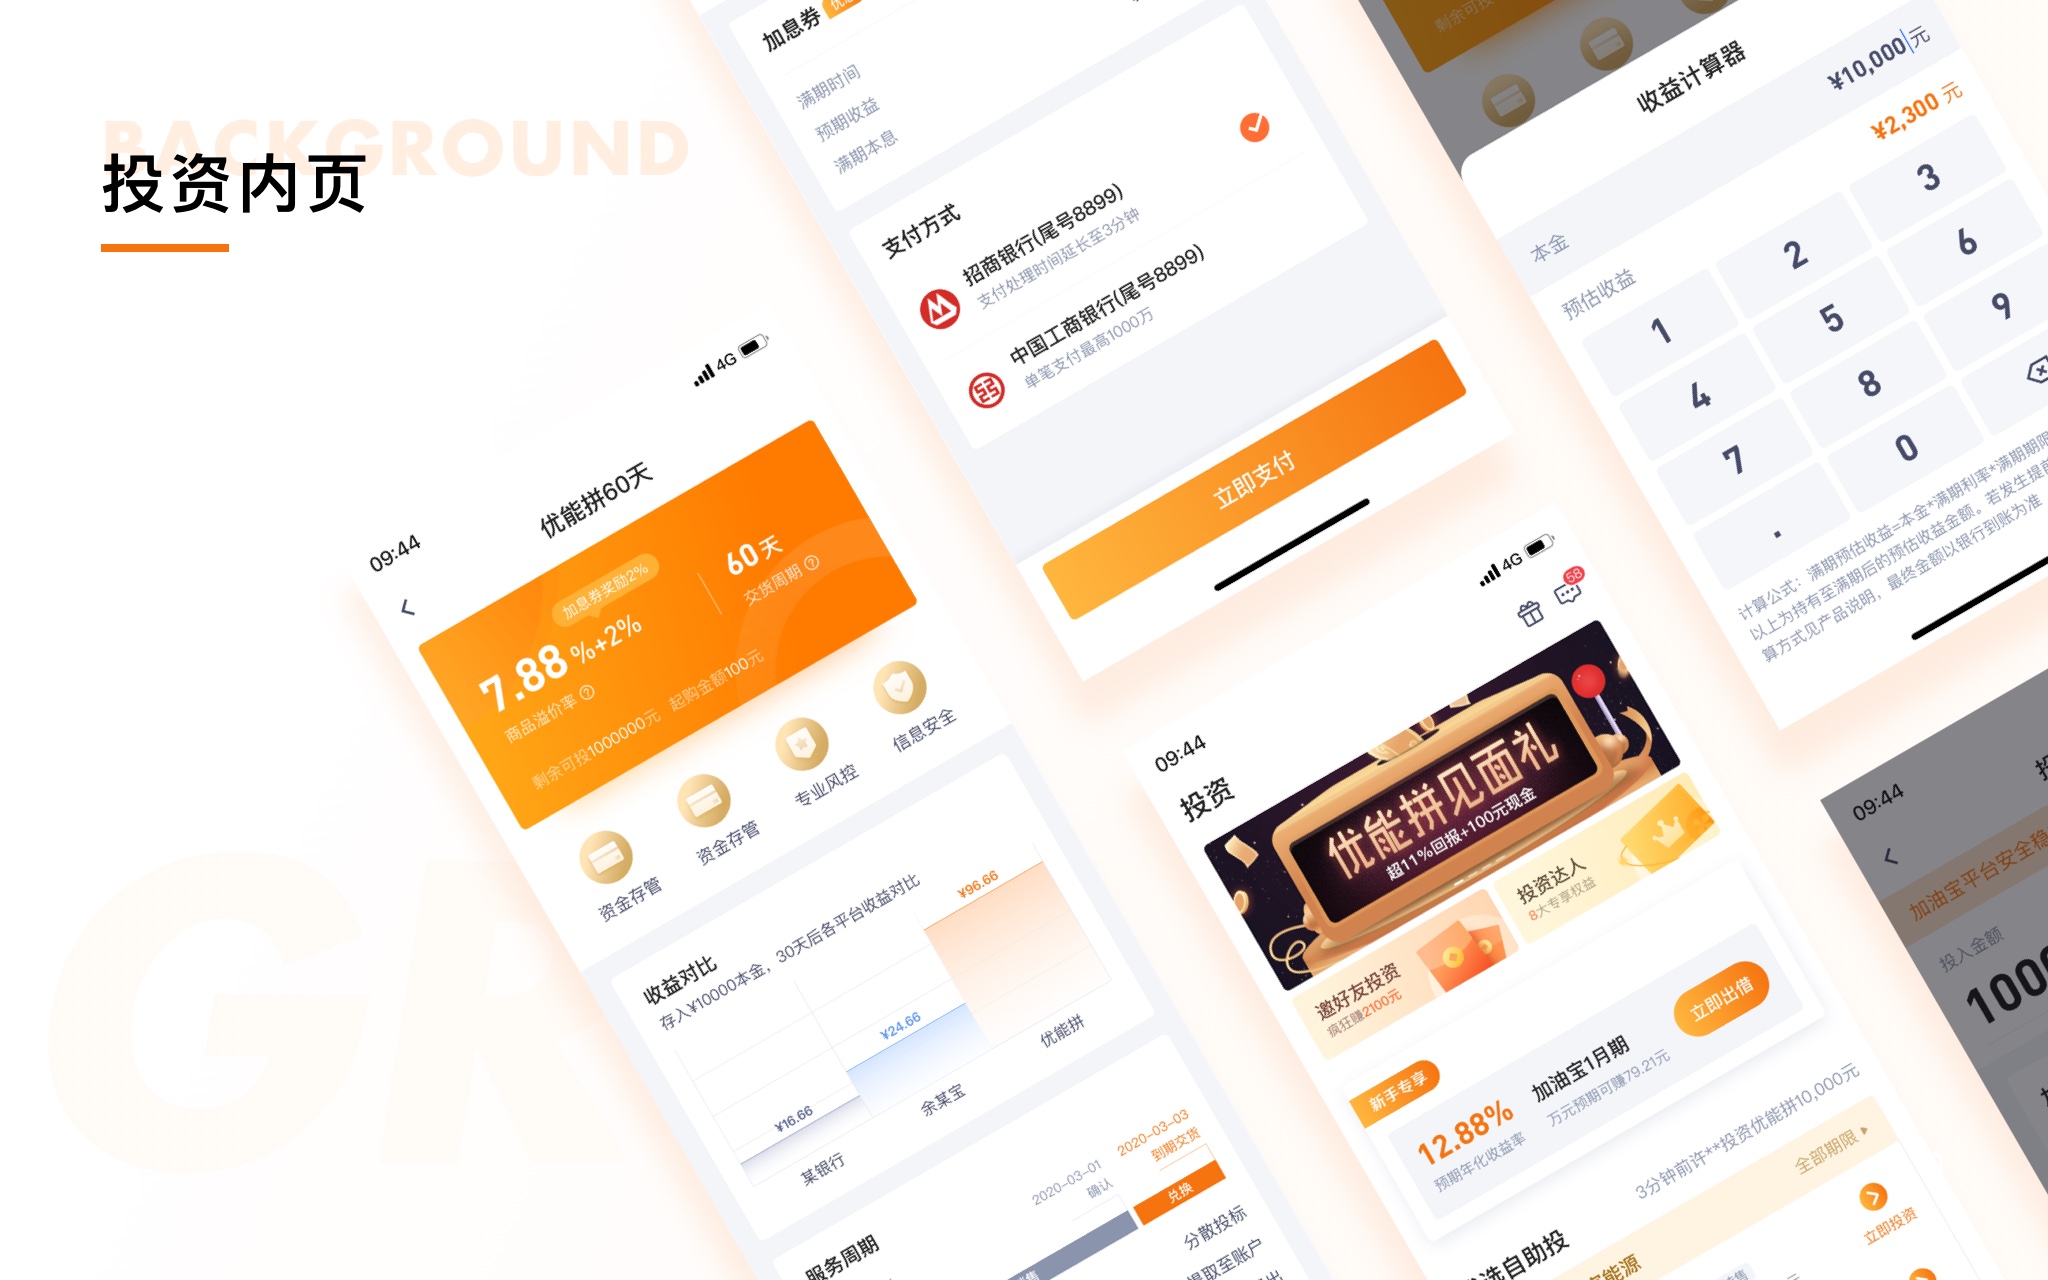 BACKGROUND
投资内页
GR
加息券
满期时间
预期收益
满期本息
支付方式
招商银行(尾号8899)
支付处理时间延长至3分钟
中国工商银行(尾号8899)
单笔支付最高1000万
立即支付
剩余可投
收益计算器
本金
¥10,000元
预估收益
¥2,300 元
1
2
3
4
5
6
7
8
9
.
0
计算公式：满期预估收益=本金*满期利率*满期期限
以上为持有至满期后的预估收益金额。若发生提前
算方式见产品说明，最终金额以银行到账为准
09:44
4G
优能拼60天
加息券奖励2%
7.88%+2%
商品溢价率
60天
交货周期
剩余可投1000000元 起购金额100元
资金存管
资金存管
专业风控
信息安全
收益对比
存入¥10000本金，30天后各平台收益对比
¥16.66
¥24.66
¥96.66
某银行
余某宝
优能拼
服务周期
2020-03-01
确认
2020-03-03
到期交货
兑换
分散投标
提取至账户
09:44
4G
58
投资
优能拼见面礼
超11%回报+100元现金
邀好友投资
疯狂赚2100元
投资达人
8大专享权益
新手专享
12.88%
预期年化收益率
加油宝1月期
万元预期可赚79.21元
立即出借
3分钟前许**投资优能拼10,000元
全部期限
选自助投
能源
立即投资
09:44
加油宝平台安全稳
投入金额
1000